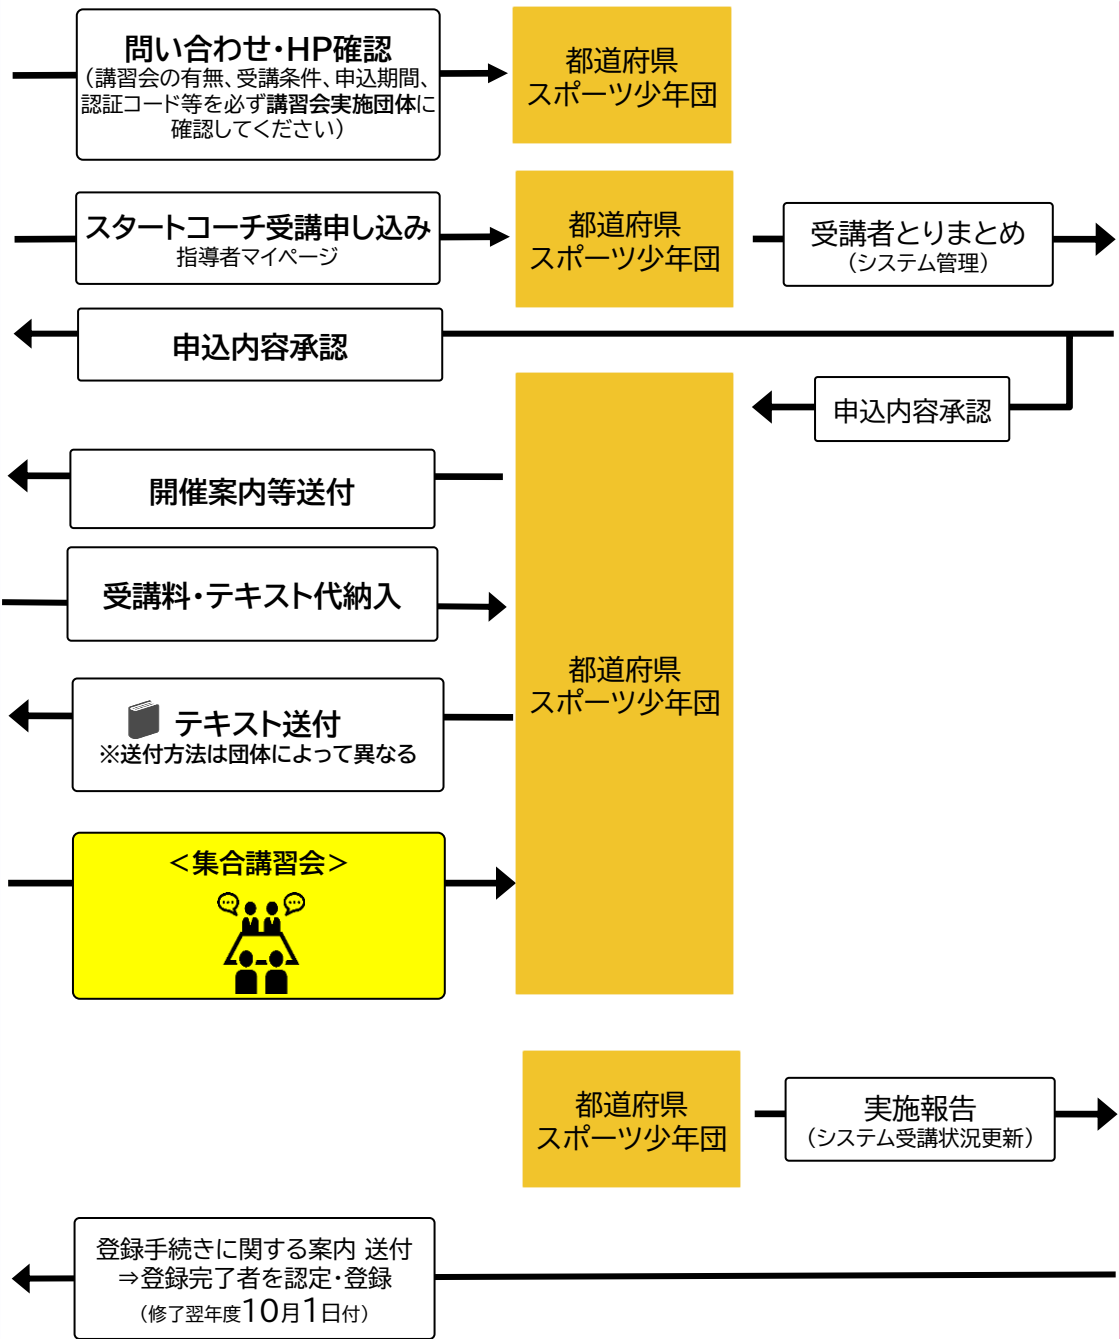 問い合わせ・HP確認
（講習会の有無、受講条件、申込期間、
認証コード等を必ず講習会実施団体に
確認してください）
都道府県
スポーツ少年団
スタートコーチ受講申し込み
指導者マイページ
都道府県
スポーツ少年団
受講者とりまとめ
（システム管理）
申込内容承認
申込内容承認
開催案内等送付
受講料・テキスト代納入
都道府県
スポーツ少年団
テキスト送付
※送付方法は団体によって異なる
＜集合講習会＞
都道府県
スポーツ少年団
実施報告
（システム受講状況更新）
登録手続きに関する案内 送付
⇒登録完了者を認定・登録
（修了翌年度10月1日付）